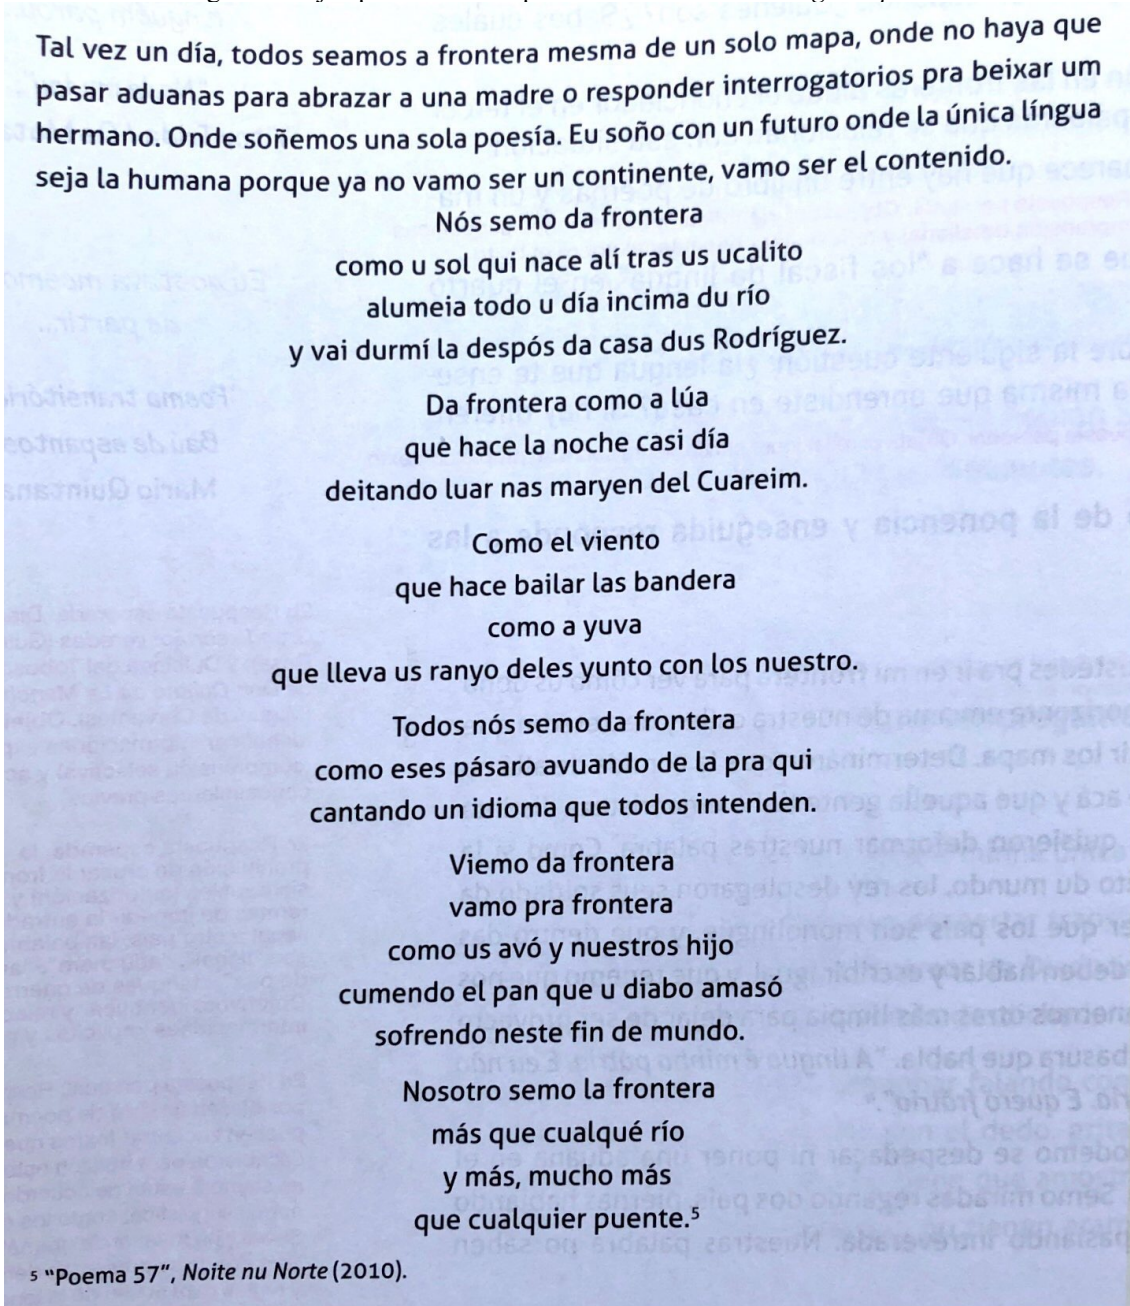 Tal vez un día, todos seamos a frontera mesma de un solo mapa, onde no haya que
pasar aduanas para abrazar a una madre o responder interrogatorios pra beixar um
hermano. Onde soñemos una sola poesía. Eu soño con un futuro onde la única língua
seja la humana porque ya no vamo ser un continente, vamo ser el contenido.
Nós semo da frontera
como u sol qui nace alí tras us ucalito
alumeia todo u día incima du río
y vai durmí la despós da casa dus Rodríguez.
Da frontera como a lúa
que hace la noche casi día
deitando luar nas maryen del Cuareim.
Como el viento
que hace bailar las bandera
como a yuva
que lleva us ranyo deles yunto con los nuestro.
Todos nós semo da frontera
como eses pásaro avuando de la pra qui
cantando un idioma que todos intenden.
Viemo da frontera
vamo pra frontera
como us avó y nuestros hijo
cumendo el pan que u diabo amasó
sofrendo neste fin de mundo.
Nosotro semo la frontera
más que cualqué río
y más, mucho más
que cualquier puente.⁵
⁵ "Poema 57", Noite nu Norte (2010).